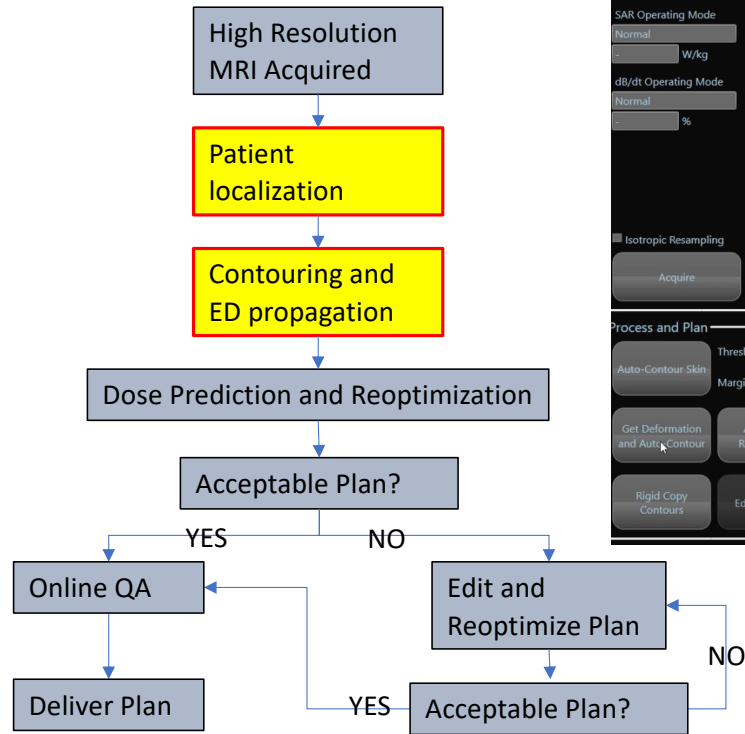 High Resolution
MRI Acquired
Patient
localization
Contouring and
ED propagation
Dose Prediction and Reoptimization
Acceptable Plan?
YES
NO
Online QA
Edit and
Reoptimize Plan
NO
Deliver Plan
YES
Acceptable Plan?
SAR Operating Mode
Normal
- W/kg
dB/dt Operating Mode
Normal
- %
Isotropic Resampling
Acquire
Process and Plan
Auto-Contour Skin
Get Deformation
and Auto-Contour
Rigid Copy
Contours